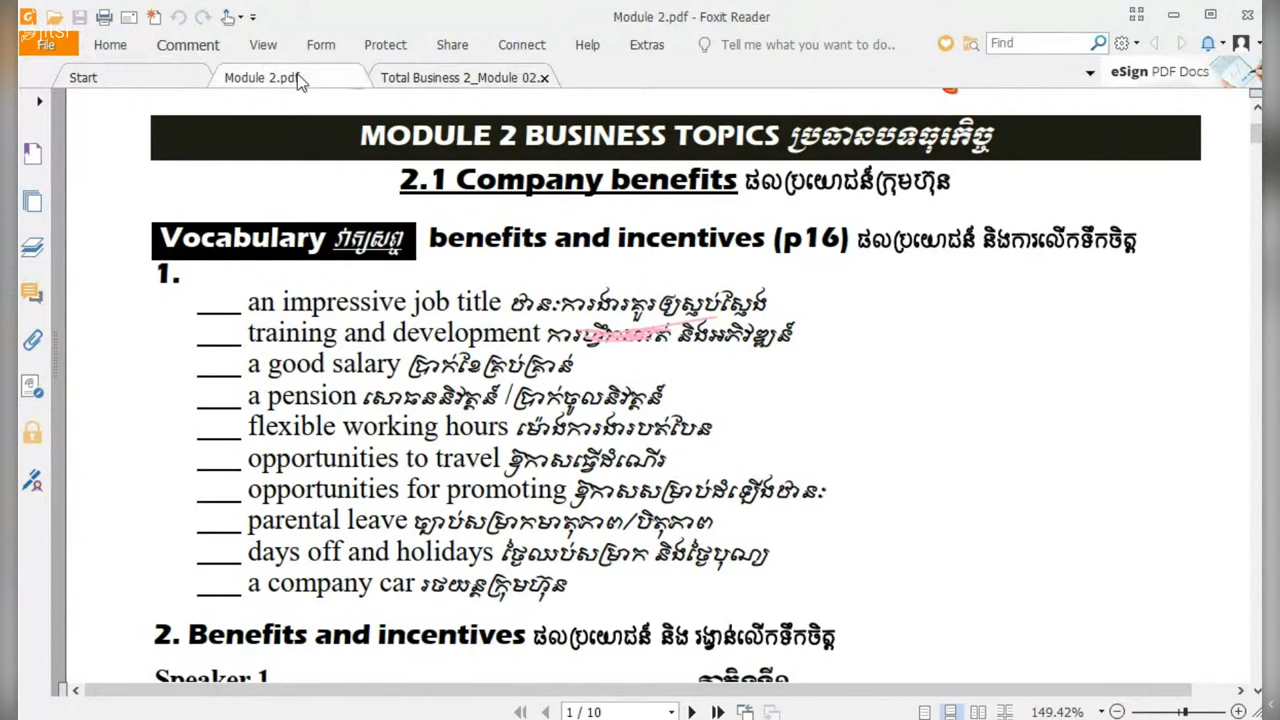 Module 2.pdf - Foxit Reader
File Home Comment View Form Protect Share Connect Help Extras Tell me what you want to do.. Find
Start Module 2.pdf Total Business 2_Module 02. eSign PDF Docs
MODULE 2 BUSINESS TOPICS ប្រធានបទធុរកិច្ច
2.1 Company benefits ផលប្រយោជន៍ក្រុមហ៊ុន
Vocabulary វាក្យសព្ទ benefits and incentives (p16) ផលប្រយោជន៍ និងការលើកទឹកចិត្ត
1.
____ an impressive job title ឋានៈការងារគួរឲ្យស្ងប់ស្ងែង
____ training and development ការហ្វឹកហាត់ និងអភិវឌ្ឍន៍
____ a good salary ប្រាក់ខែគ្រប់គ្រាន់
____ a pension សោធននិវត្តន៍ /ប្រាក់ចូលនិវត្តន៍
____ flexible working hours ម៉ោងការងារបត់បែន
____ opportunities to travel ឱកាសធ្វើដំណើរ
____ opportunities for promoting ឱកាសសម្រាប់ដំឡើងឋានៈ
____ parental leave ច្បាប់សម្រាកមាតុភាព/បិតុភាព
____ days off and holidays ថ្ងៃឈប់សម្រាក និងថ្ងៃបុណ្យ
____ a company car រថយន្តក្រុមហ៊ុន
2. Benefits and incentives ផលប្រយោជន៍ និង រង្វាន់លើកទឹកចិត្ត
Speaker 1
1 / 10 149.42%